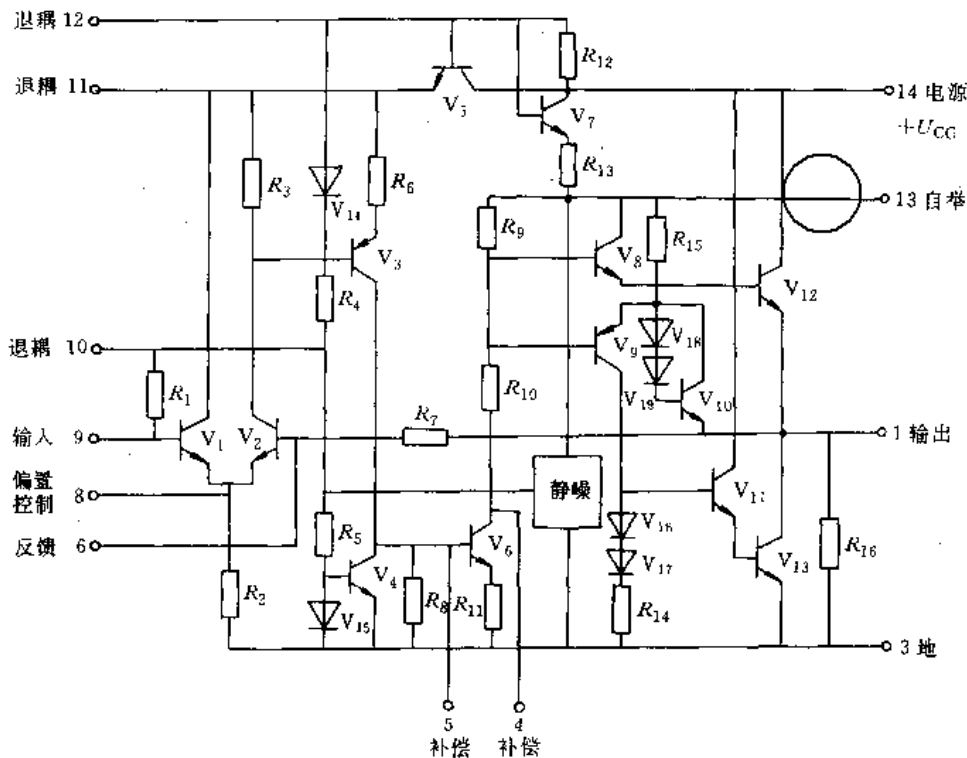 退耦 12
R12
退耦 11
V5
V7
14 电源
+UCC
R13
R3
R6
V14
13 自举
R9
R15
V8
V3
V12
R4
退耦 10
V18
V9
R1
R10
V19
V10
输入 9
V1
V2
R7
1 输出
偏置
控制 8
静噪
反馈 6
R5
V6
V11
V16
V17
V13
R16
R2
V4
R8
R11
R14
V15
3 地
5
补偿
4
补偿